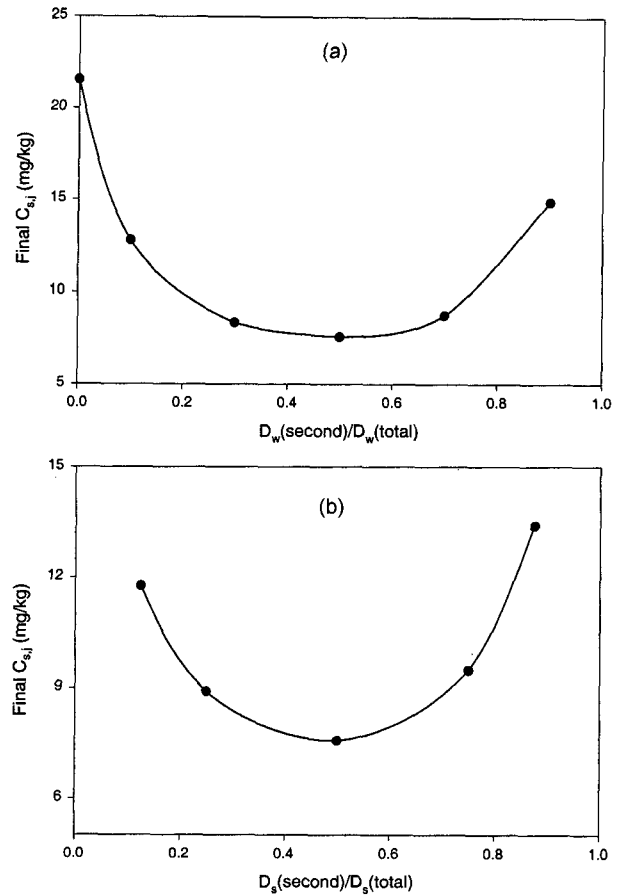 (a)
25
20
15
10
5
Final C_{s,j} (mg/kg)
0.0 0.2 0.4 0.6 0.8 1.0
D_w(second)/D_w(total)
(b)
15
12
9
6
Final C_{s,j} (mg/kg)
0.0 0.2 0.4 0.6 0.8 1.0
D_s(second)/D_s(total)